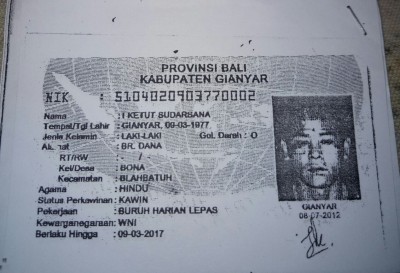 PROVINSI BALI
KABUPATEN GIANYAR
NIK : 5104020903770002
Nama : I KETUT SUDARSANA
Tempat/Tgl Lahir : GIANYAR, 09-03-1977
Jenis Kelamin : LAKI-LAKI Gol. Darah : O
Alamat : BR. DANA
RT/RW : - / -
Kel/Desa : BONA
Kecamatan : BLAHBATUH
Agama : HINDU
Status Perkawinan : KAWIN
Pekerjaan : BURUH HARIAN LEPAS
Kewarganegaraan : WNI
Berlaku Hingga : 09-03-2017
GIANYAR
08-07-2012